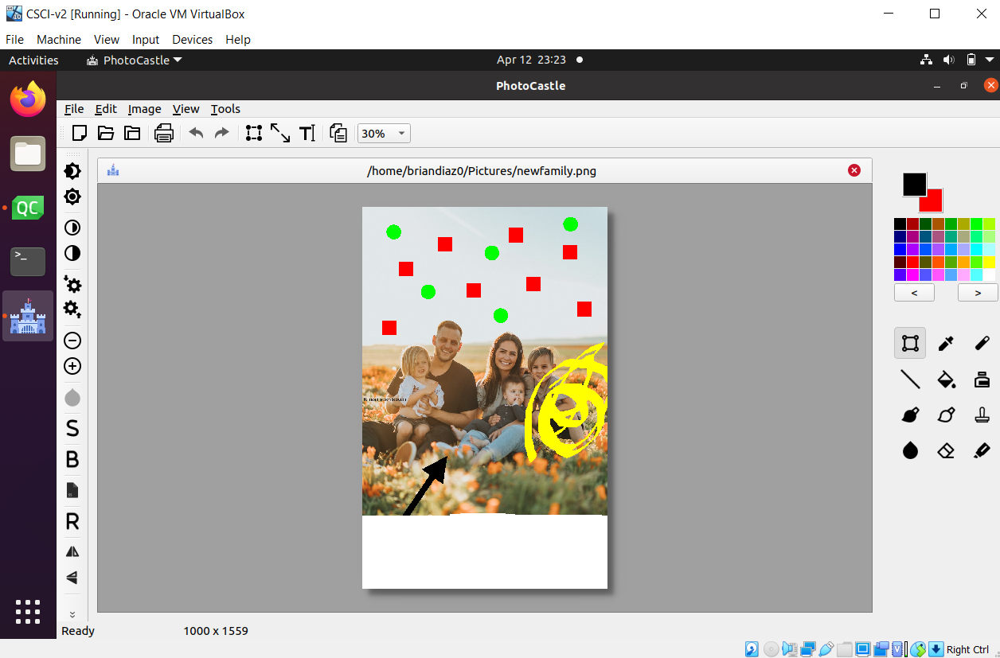 CSCI-v2 [Running] - Oracle VM VirtualBox
File Machine View Input Devices Help
Activities PhotoCastle Apr 12 23:23
PhotoCastle
File Edit Image View Tools
30%
/home/briandiaz0/Pictures/newfamily.png
QC
>_
S
B
R
< >
Ready 1000 x 1559
Right Ctrl